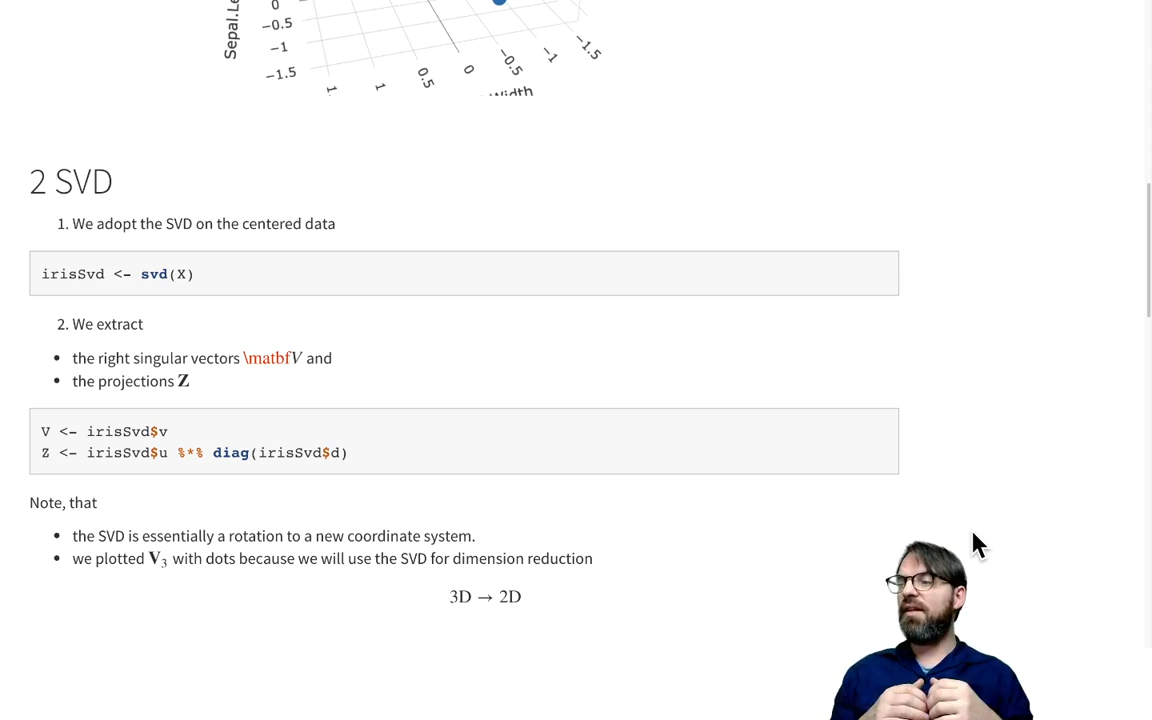 Sepal.Le
0
−0.5
−1
−1.5
1
1
0.5
0
−0.5
−1
−1.5
Width
2 SVD
1. We adopt the SVD on the centered data
irisSvd <- svd(X)
2. We extract
• the right singular vectors \matbfV and
• the projections Z
V <- irisSvd$v
Z <- irisSvd$u %*% diag(irisSvd$d)
Note, that
• the SVD is essentially a rotation to a new coordinate system.
• we plotted V₃ with dots because we will use the SVD for dimension reduction
3D → 2D